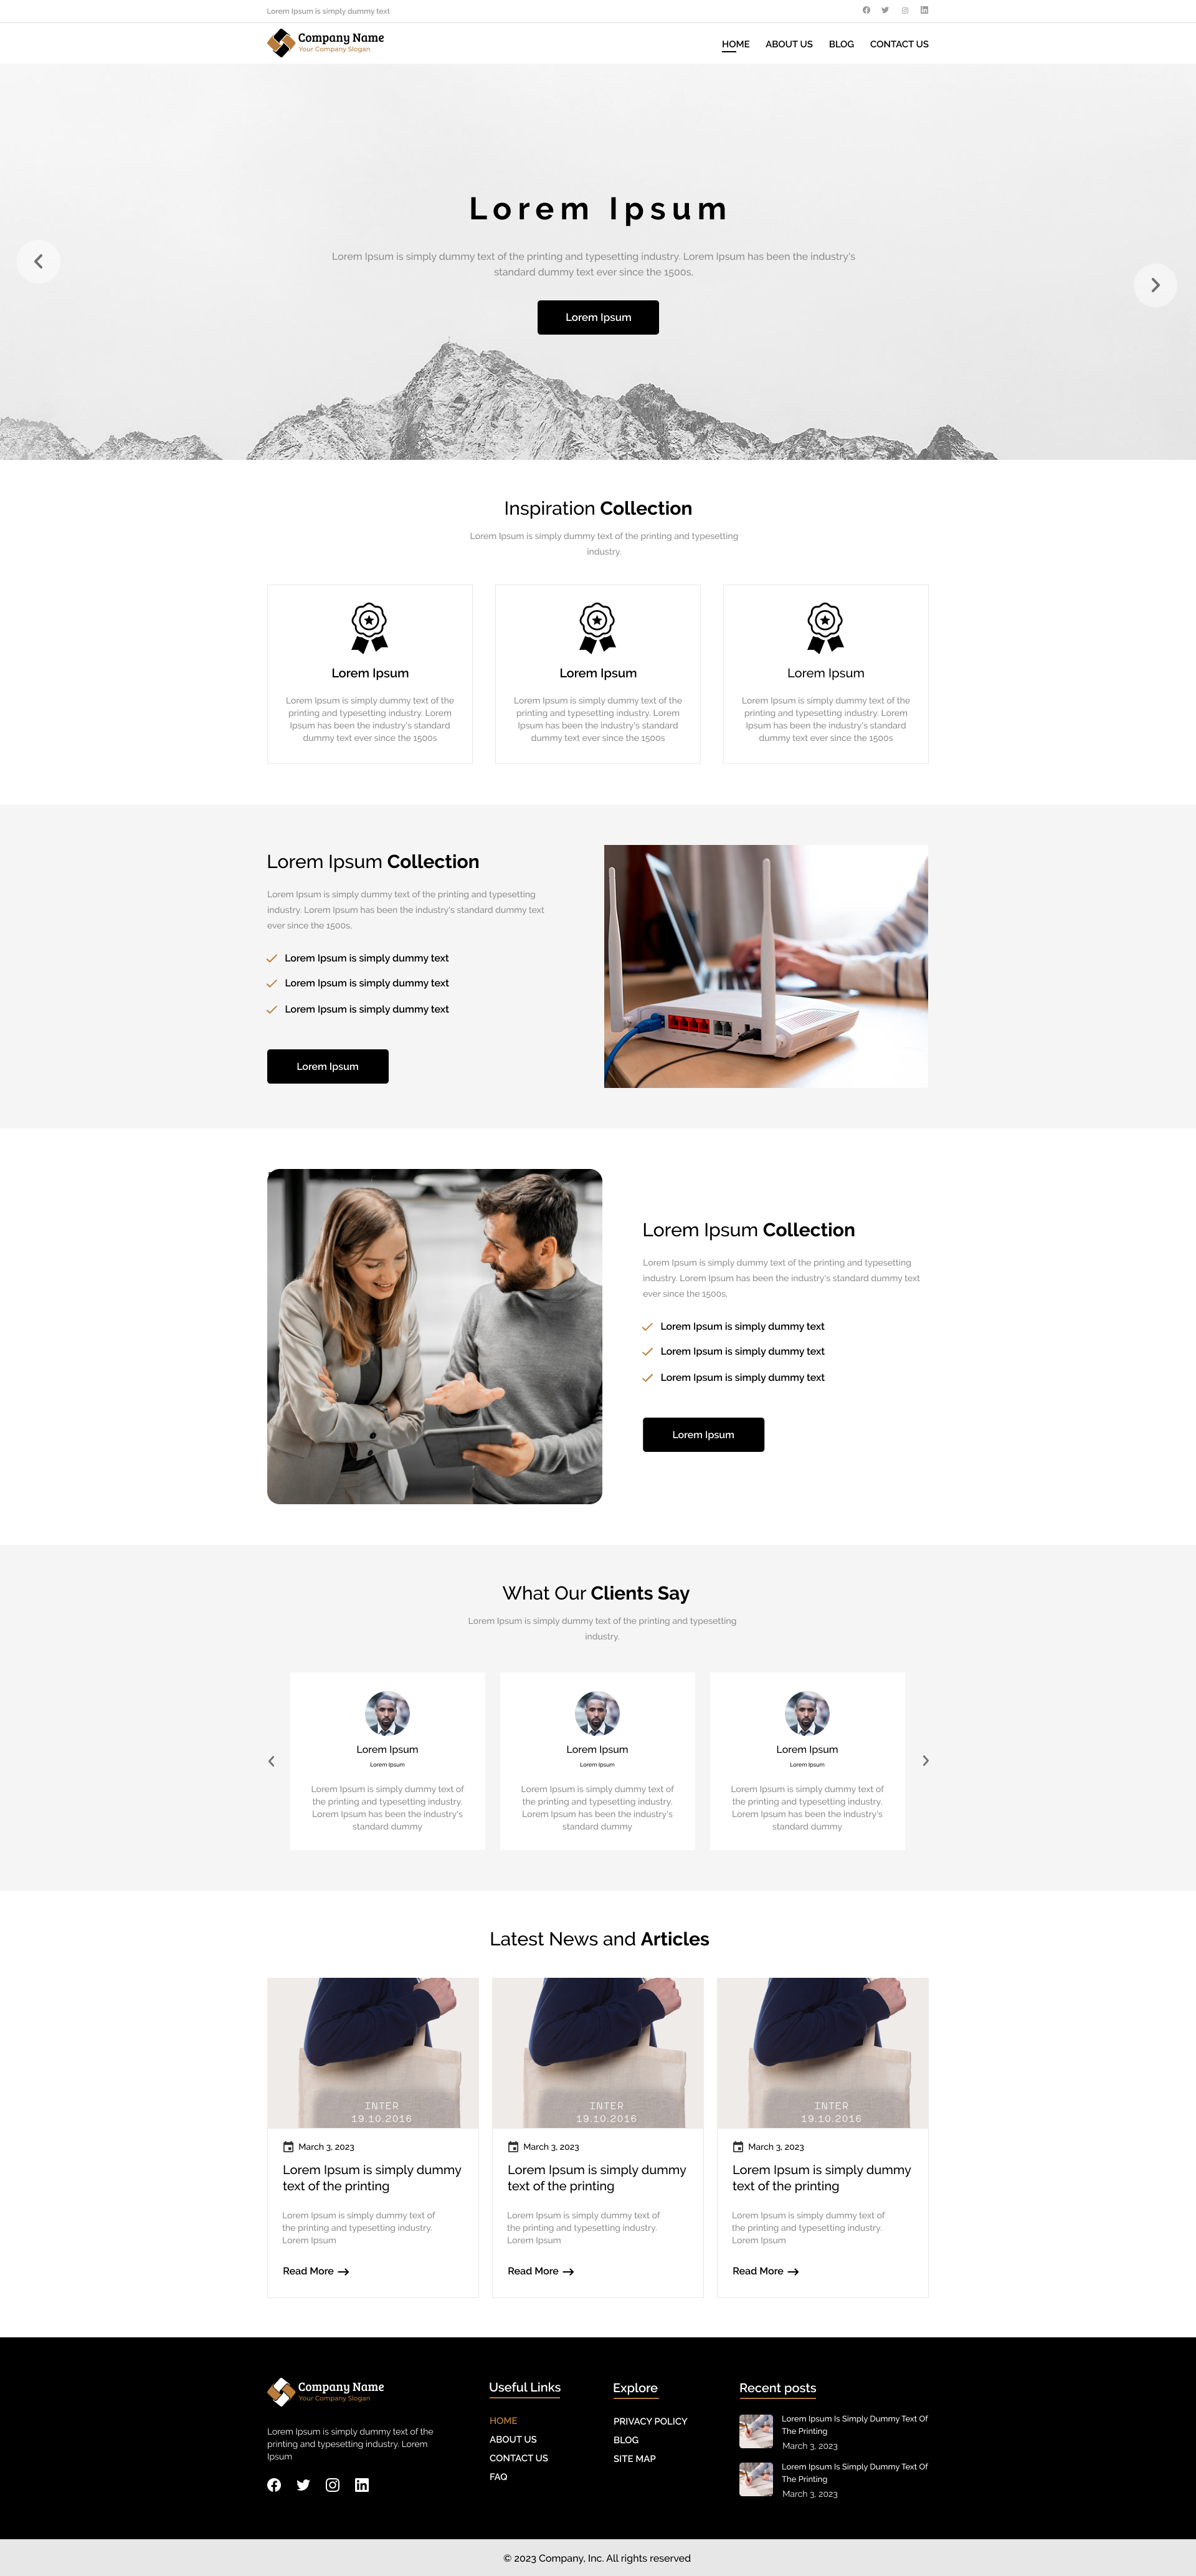 Lorem Ipsum is simply dummy text
Company Name
Your Company Slogan
HOME ABOUT US BLOG CONTACT US
Lorem Ipsum
Lorem Ipsum is simply dummy text of the printing and typesetting industry. Lorem Ipsum has been the industry's
standard dummy text ever since the 1500s,
Lorem Ipsum
Inspiration Collection
Lorem Ipsum is simply dummy text of the printing and typesetting
industry.
Lorem Ipsum
Lorem Ipsum is simply dummy text of the
printing and typesetting industry. Lorem
Ipsum has been the industry's standard
dummy text ever since the 1500s
Lorem Ipsum
Lorem Ipsum is simply dummy text of the
printing and typesetting industry. Lorem
Ipsum has been the industry's standard
dummy text ever since the 1500s
Lorem Ipsum
Lorem Ipsum is simply dummy text of the
printing and typesetting industry. Lorem
Ipsum has been the industry's standard
dummy text ever since the 1500s
Lorem Ipsum Collection
Lorem Ipsum is simply dummy text of the printing and typesetting
industry. Lorem Ipsum has been the industry's standard dummy text
ever since the 1500s,
Lorem Ipsum is simply dummy text
Lorem Ipsum is simply dummy text
Lorem Ipsum is simply dummy text
Lorem Ipsum
Lorem Ipsum Collection
Lorem Ipsum is simply dummy text of the printing and typesetting
industry. Lorem Ipsum has been the industry's standard dummy text
ever since the 1500s,
Lorem Ipsum is simply dummy text
Lorem Ipsum is simply dummy text
Lorem Ipsum is simply dummy text
Lorem Ipsum
What Our Clients Say
Lorem Ipsum is simply dummy text of the printing and typesetting
industry.
Lorem Ipsum
Lorem Ipsum
Lorem Ipsum is simply dummy text of
the printing and typesetting industry.
Lorem Ipsum has been the industry's
standard dummy
Lorem Ipsum
Lorem Ipsum
Lorem Ipsum is simply dummy text of
the printing and typesetting industry.
Lorem Ipsum has been the industry's
standard dummy
Lorem Ipsum
Lorem Ipsum
Lorem Ipsum is simply dummy text of
the printing and typesetting industry.
Lorem Ipsum has been the industry's
standard dummy
Latest News and Articles
INTER
19.10.2016
March 3, 2023
Lorem Ipsum is simply dummy
text of the printing
Lorem Ipsum is simply dummy text of
the printing and typesetting industry.
Lorem Ipsum
Read More
INTER
19.10.2016
March 3, 2023
Lorem Ipsum is simply dummy
text of the printing
Lorem Ipsum is simply dummy text of
the printing and typesetting industry.
Lorem Ipsum
Read More
INTER
19.10.2016
March 3, 2023
Lorem Ipsum is simply dummy
text of the printing
Lorem Ipsum is simply dummy text of
the printing and typesetting industry.
Lorem Ipsum
Read More
Company Name
Your Company Slogan
Lorem Ipsum is simply dummy text of the
printing and typesetting industry. Lorem
Ipsum
Useful Links
HOME
ABOUT US
CONTACT US
FAQ
Explore
PRIVACY POLICY
BLOG
SITE MAP
Recent posts
Lorem Ipsum Is Simply Dummy Text Of
The Printing
March 3, 2023
Lorem Ipsum Is Simply Dummy Text Of
The Printing
March 3, 2023
© 2023 Company, Inc. All rights reserved